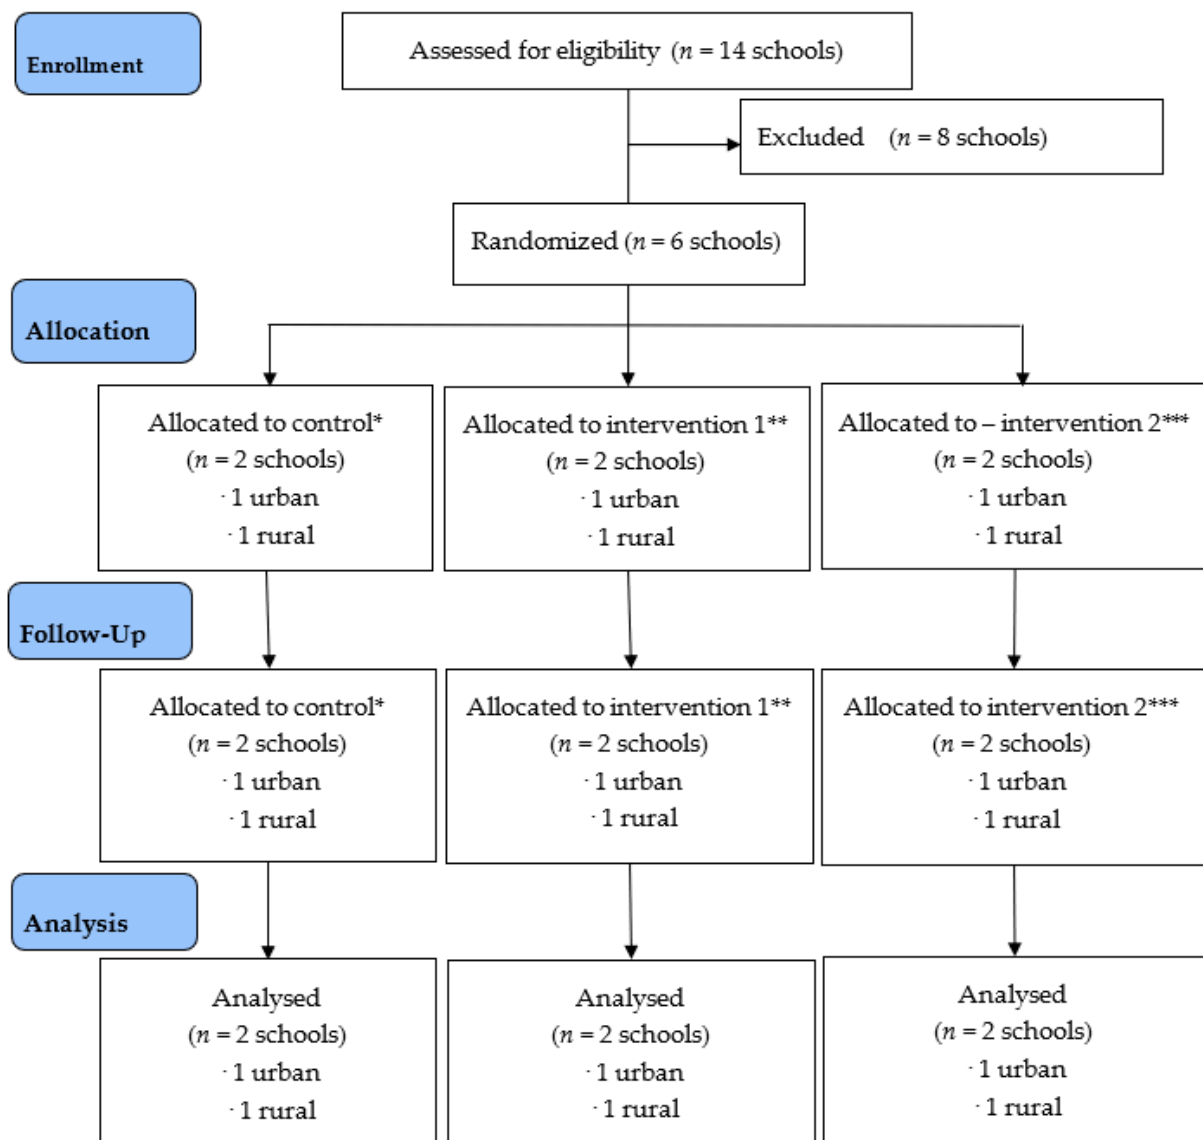 Enrollment
Assessed for eligibility (n = 14 schools)
Excluded (n = 8 schools)
Randomized (n = 6 schools)
Allocation
Allocated to control*
(n = 2 schools)
· 1 urban
· 1 rural
Allocated to intervention 1**
(n = 2 schools)
· 1 urban
· 1 rural
Allocated to – intervention 2***
(n = 2 schools)
· 1 urban
· 1 rural
Follow-Up
Allocated to control*
(n = 2 schools)
· 1 urban
· 1 rural
Allocated to intervention 1**
(n = 2 schools)
· 1 urban
· 1 rural
Allocated to intervention 2***
(n = 2 schools)
· 1 urban
· 1 rural
Analysis
Analysed
(n = 2 schools)
· 1 urban
· 1 rural
Analysed
(n = 2 schools)
· 1 urban
· 1 rural
Analysed
(n = 2 schools)
· 1 urban
· 1 rural